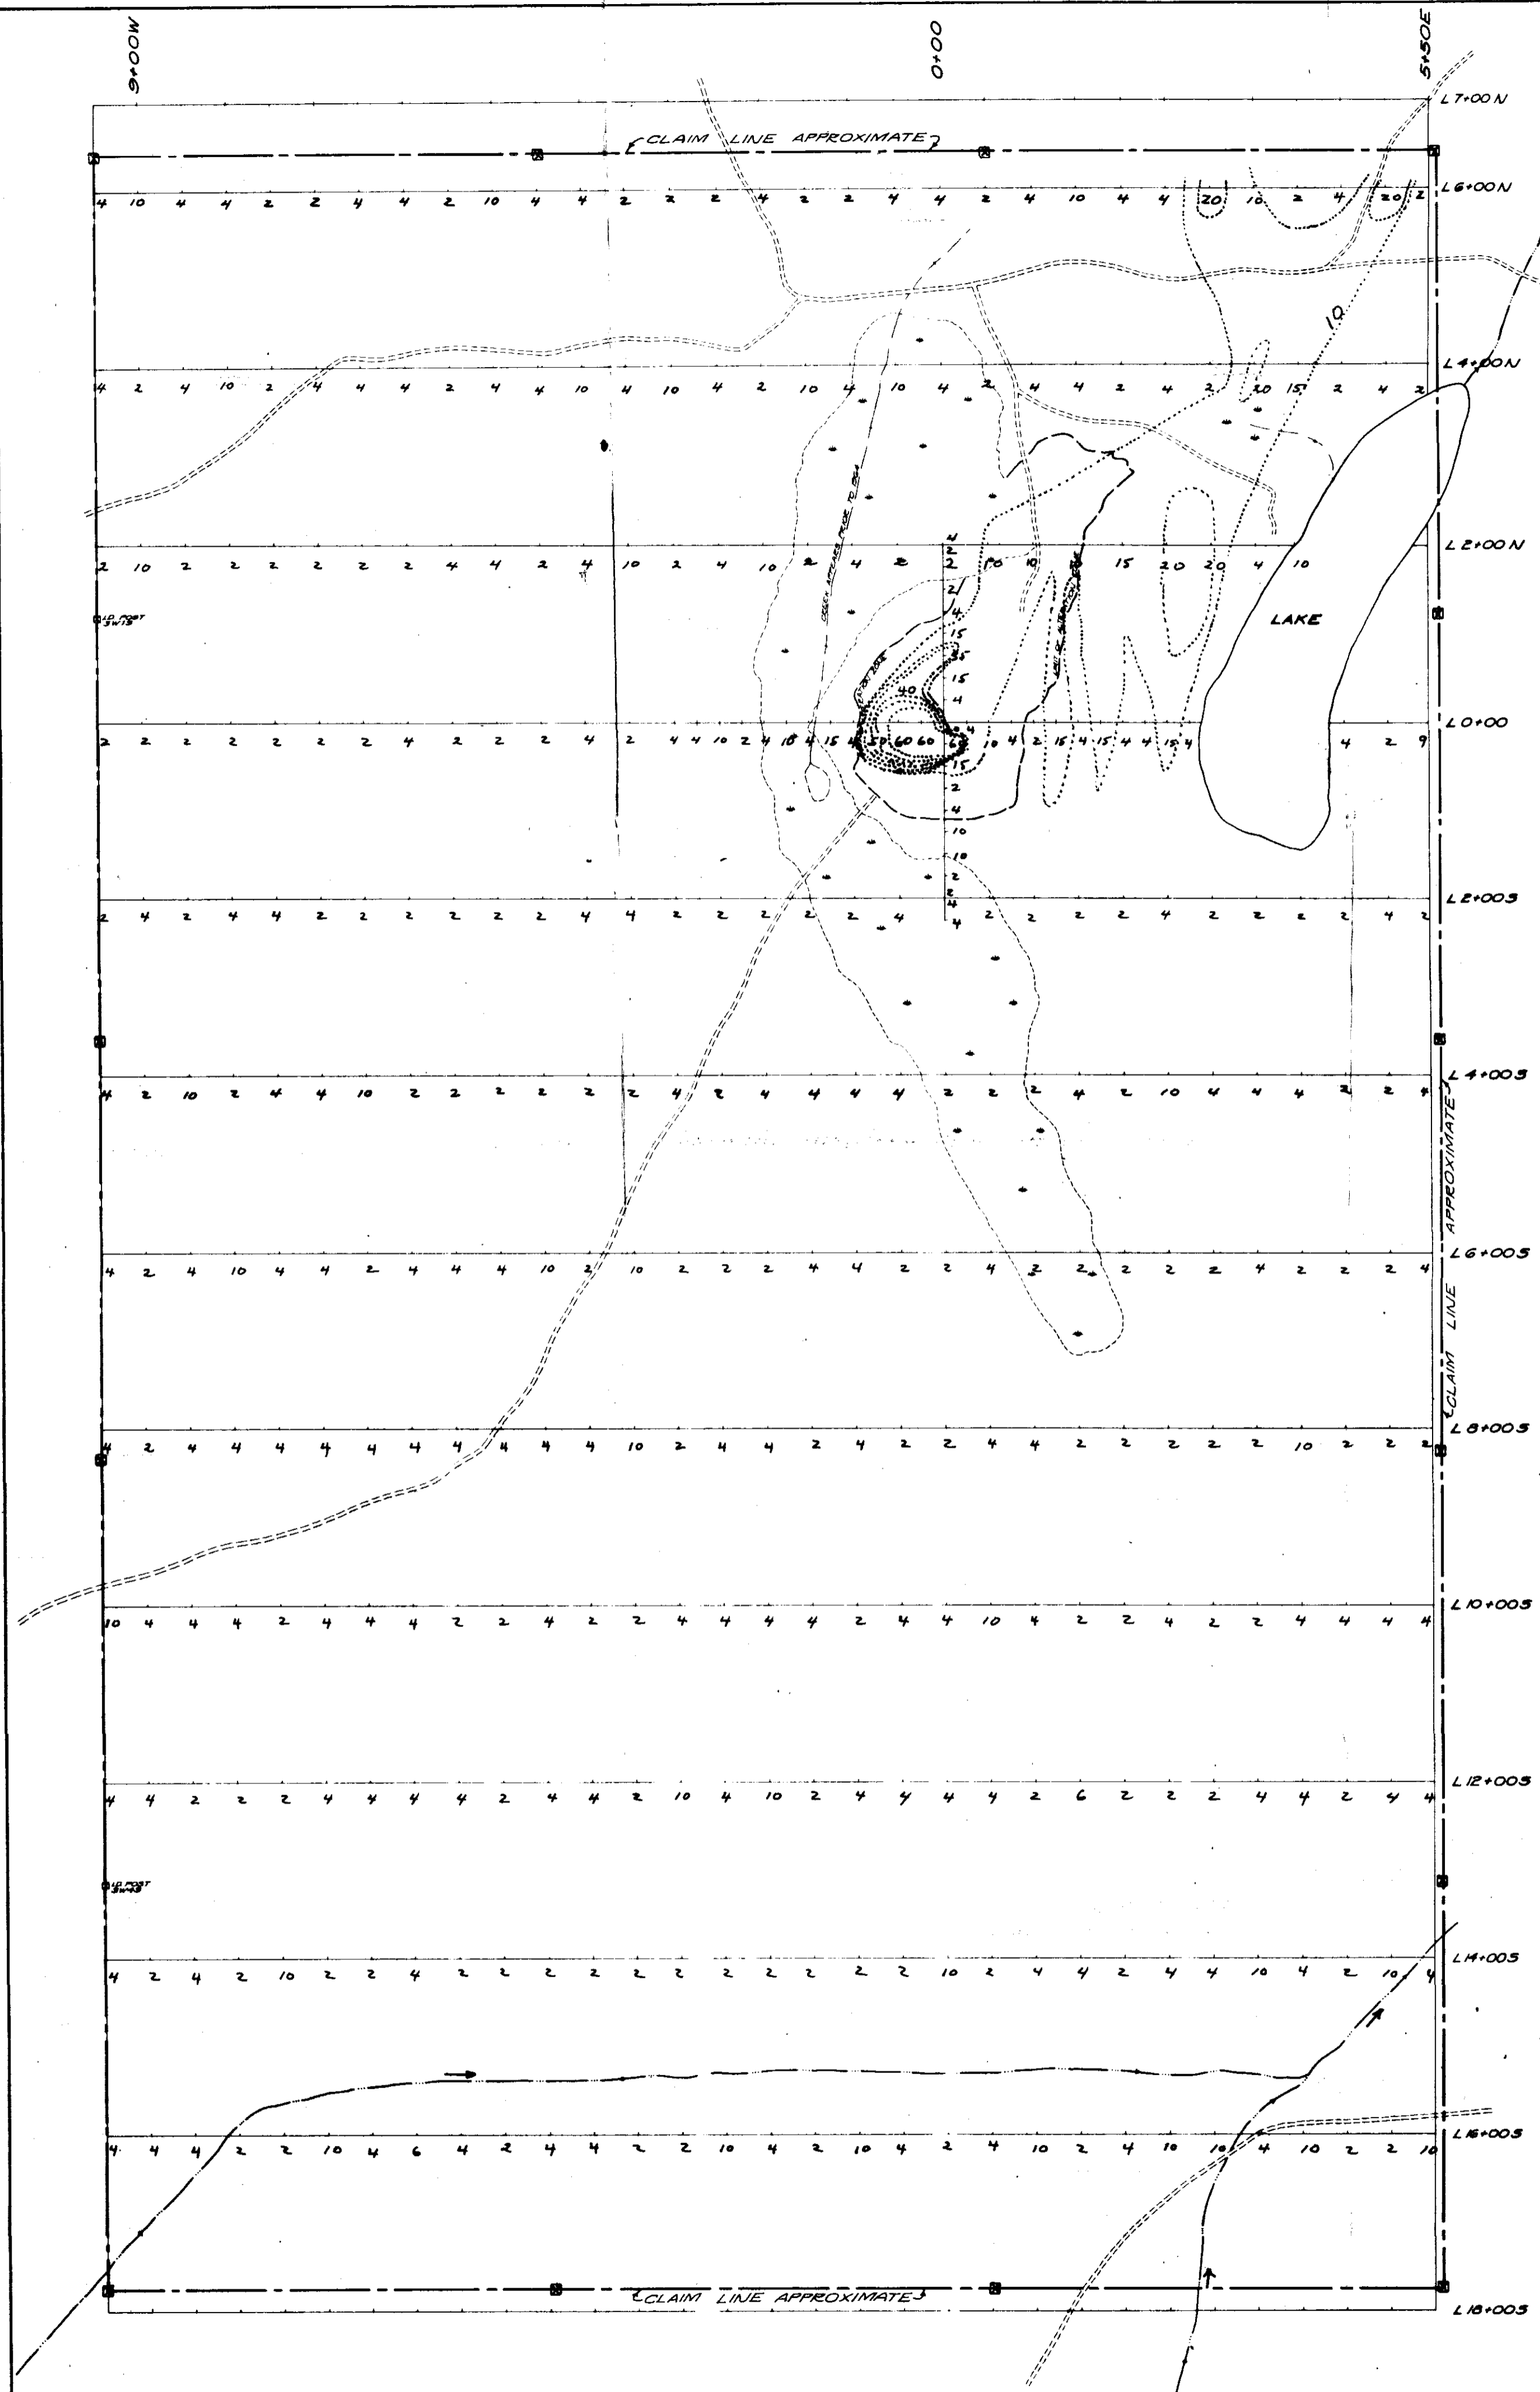 9+00W 0+00 5+50E
L7+00N
CLAIM LINE APPROXIMATE
L6+00N
4 10 4 4 2 2 4 4 2 10 4 4 2 2 2 4 2 2 4 4 2 4 10 4 4 20 10 2 4 20 2
10
L4+00N
4 2 4 10 2 4 4 4 2 4 4 10 4 10 4 2 10 4 10 4 2 4 4 2 4 2 20 15 2 4 2
L2+00N
2 10 2 2 2 2 2 2 4 4 2 4 10 2 4 10 2 4 2 2 10 10 15 20 20 4 10
2
4
15
35
15
4
40
LAKE
L.C. POST
L0+00
2 2 2 2 2 2 2 4 2 2 2 4 2 4 4 10 2 4 10 4 15 4 50 60 60 10 4 2 15 4 15 4 4 15 4 4 2 9
15
2
4
10
10
2
2
4
4
L2+00S
2 4 2 4 4 2 2 2 2 2 2 4 4 2 2 2 2 2 4 2 2 2 2 4 2 2 2 2 4 2
L4+00S
4 2 10 2 4 4 10 2 2 2 2 2 2 4 2 4 4 4 4 2 2 2 4 2 10 4 4 4 2 2 4
CLAIM LINE APPROXIMATE
L6+00S
4 2 4 10 4 4 2 4 4 4 10 2 10 2 2 2 4 4 2 2 4 2 2 2 2 2 4 2 2 2 4
L8+00S
4 2 4 4 4 4 4 4 4 4 4 4 10 2 4 4 2 4 2 2 4 4 2 2 2 2 2 10 2 2 2
L10+00S
10 4 4 4 2 4 4 4 2 2 4 2 2 4 4 4 4 2 4 4 10 4 2 2 4 2 2 4 4 4 4
L12+00S
4 4 2 2 2 4 4 4 4 2 4 4 2 10 4 10 2 4 4 4 4 2 6 2 2 2 4 4 2 4 4
L.C. POST
L14+00S
4 2 4 2 10 2 2 4 2 2 2 2 2 2 2 2 2 2 2 10 2 4 4 2 4 4 10 4 2 10 4
L16+00S
4 4 4 2 2 10 4 6 4 2 4 4 2 2 10 4 2 10 4 2 4 10 2 4 10 10 4 10 2 2 10
CLAIM LINE APPROXIMATE
L18+00S